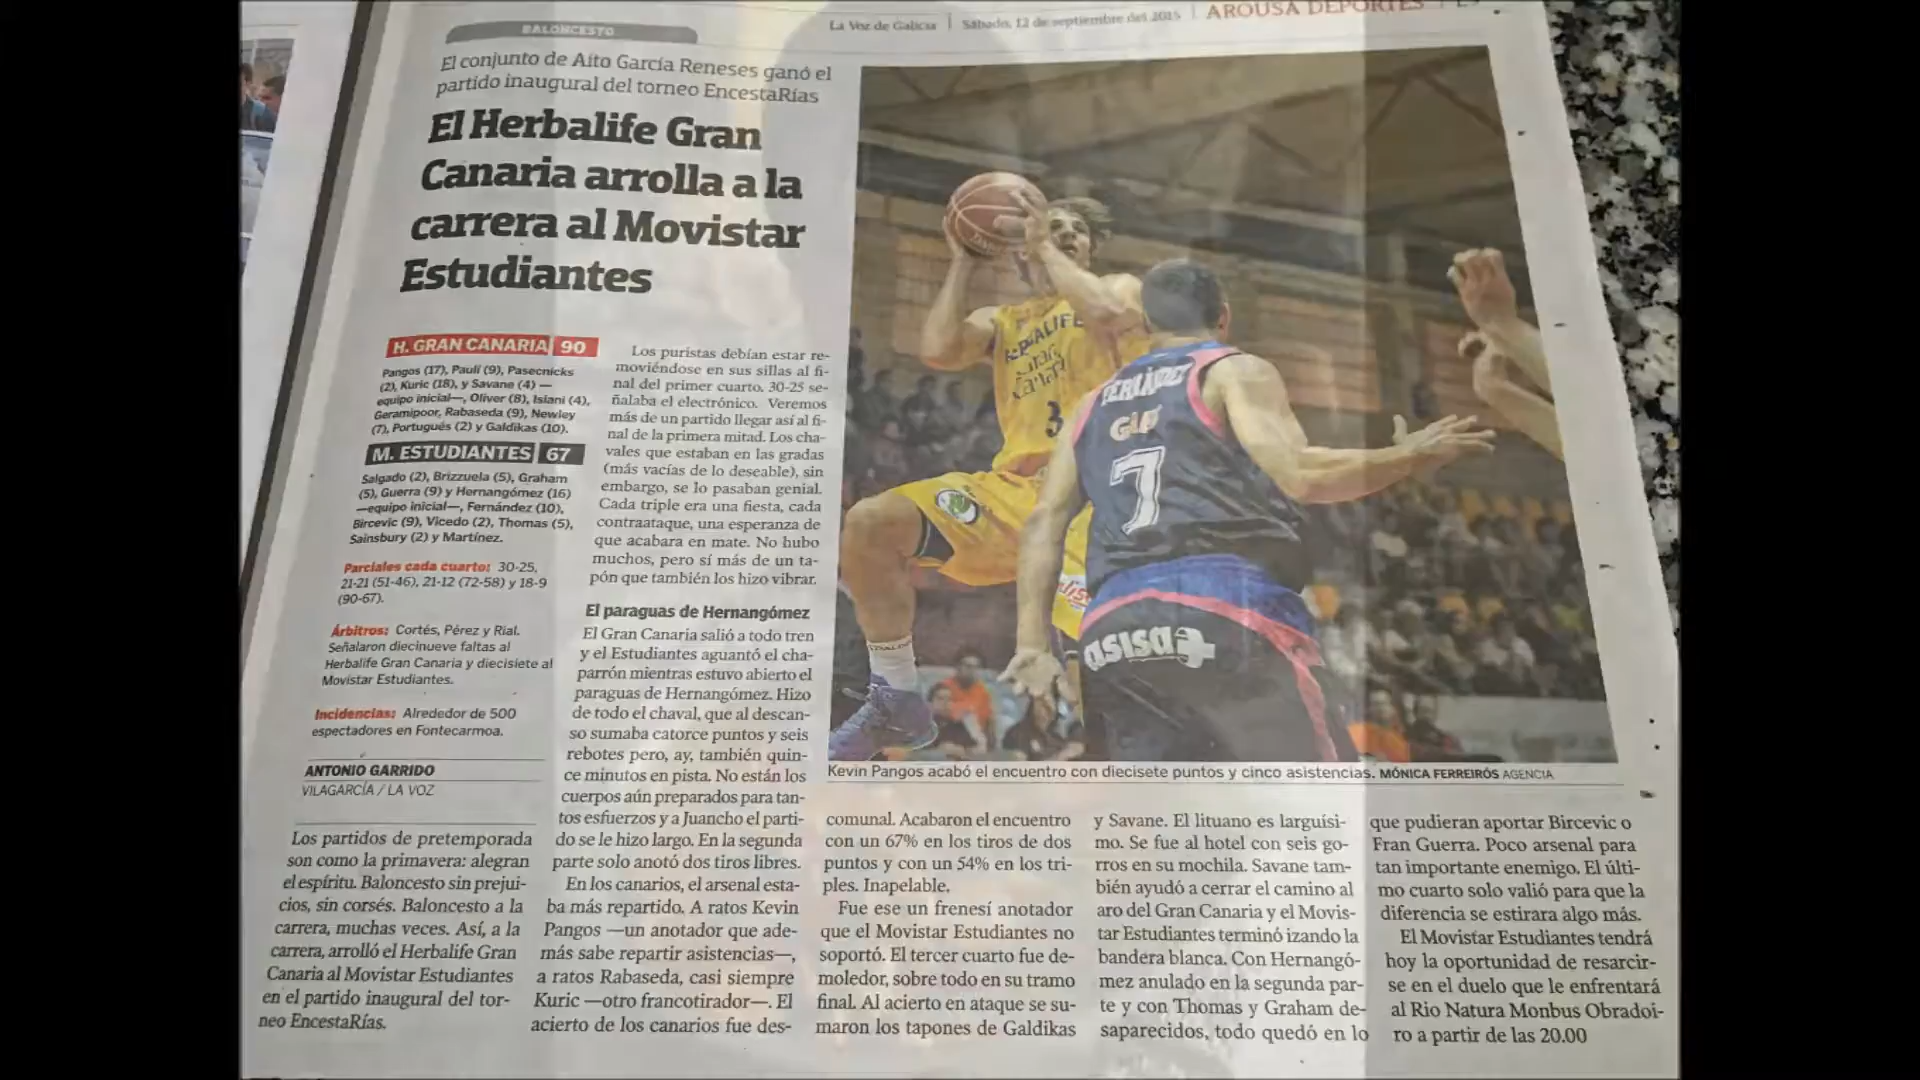 La Voz de Galicia | Sábado, 12 de septiembre del 2015 | AROUSA DEPORTES
BALONCESTO
El conjunto de Aíto García Reneses ganó el
partido inaugural del torneo EncestaRías
El Herbalife Gran
Canaria arrolla a la
carrera al Movistar
Estudiantes
H. GRAN CANARIA 90
Pangos (17), Paulí (9), Pasecnicks
(2), Kuric (18), y Savane (4) —
equipo inicial—, Oliver (8), Islani (4),
Geramipoor, Rabaseda (9), Newley
(7), Portugués (2) y Galdikas (10).
M. ESTUDIANTES 67
Salgado (2), Brizzuela (5), Graham
(5), Guerra (9) y Hernangómez (16)
—equipo inicial—, Fernández (10),
Bircevic (9), Vicedo (2), Thomas (5),
Sainsbury (2) y Martínez.
Parciales cada cuarto: 30-25,
21-21 (51-46), 21-12 (72-58) y 18-9
(90-67).
Árbitros: Cortés, Pérez y Rial.
Señalaron diecinueve faltas al
Herbalife Gran Canaria y diecisiete al
Movistar Estudiantes.
Incidencias: Alrededor de 500
espectadores en Fontecarmoa.
ANTONIO GARRIDO
VILAGARCÍA / LA VOZ
Los partidos de pretemporada
son como la primavera: alegran
el espíritu. Baloncesto sin prejui-
cios, sin corsés. Baloncesto a la
carrera, muchas veces. Así, a la
carrera, arrolló el Herbalife Gran
Canaria al Movistar Estudiantes
en el partido inaugural del tor-
neo EncestaRías.
Los puristas debían estar re-
moviéndose en sus sillas al fi-
nal del primer cuarto. 30-25 se-
ñalaba el electrónico. Veremos
más de un partido llegar así al fi-
nal de la primera mitad. Los cha-
vales que estaban en las gradas
(más vacías de lo deseable), sin
embargo, se lo pasaban genial.
Cada triple era una fiesta, cada
contraataque, una esperanza de
que acabara en mate. No hubo
muchos, pero sí más de un ta-
pón que también los hizo vibrar.
El paraguas de Hernangómez
El Gran Canaria salió a todo tren
y el Estudiantes aguantó el cha-
parrón mientras estuvo abierto el
paraguas de Hernangómez. Hizo
de todo el chaval, que al descan-
so sumaba catorce puntos y seis
rebotes pero, ay, también quin-
ce minutos en pista. No están los
cuerpos aún preparados para tan-
tos esfuerzos y a Juancho el parti-
do se le hizo largo. En la segunda
parte solo anotó dos tiros libres.
En los canarios, el arsenal esta-
ba más repartido. A ratos Kevin
Pangos —un anotador que ade-
más sabe repartir asistencias—,
a ratos Rabaseda, casi siempre
Kuric —otro francotirador—. El
acierto de los canarios fue des-
HERBALIFE
Gran
Canaria
3
FERNÁNDEZ
7
asisa
Kevin Pangos acabó el encuentro con diecisiete puntos y cinco asistencias. MÓNICA FERREIRÓS AGENCIA
comunal. Acabaron el encuentro
con un 67% en los tiros de dos
puntos y con un 54% en los tri-
ples. Inapelable.
Fue ese un frenesí anotador
que el Movistar Estudiantes no
soportó. El tercer cuarto fue de-
moledor, sobre todo en su tramo
final. Al acierto en ataque se su-
maron los tapones de Galdikas
y Savane. El lituano es larguísi-
mo. Se fue al hotel con seis go-
rros en su mochila. Savane tam-
bién ayudó a cerrar el camino al
aro del Gran Canaria y el Movis-
tar Estudiantes terminó izando la
bandera blanca. Con Hernangó-
mez anulado en la segunda par-
te y con Thomas y Graham de-
saparecidos, todo quedó en lo
que pudieran aportar Bircevic o
Fran Guerra. Poco arsenal para
tan importante enemigo. El últi-
mo cuarto solo valió para que la
diferencia se estirara algo más.
El Movistar Estudiantes tendrá
hoy la oportunidad de resarcir-
se en el duelo que le enfrentará
al Rio Natura Monbus Obradoi-
ro a partir de las 20.00